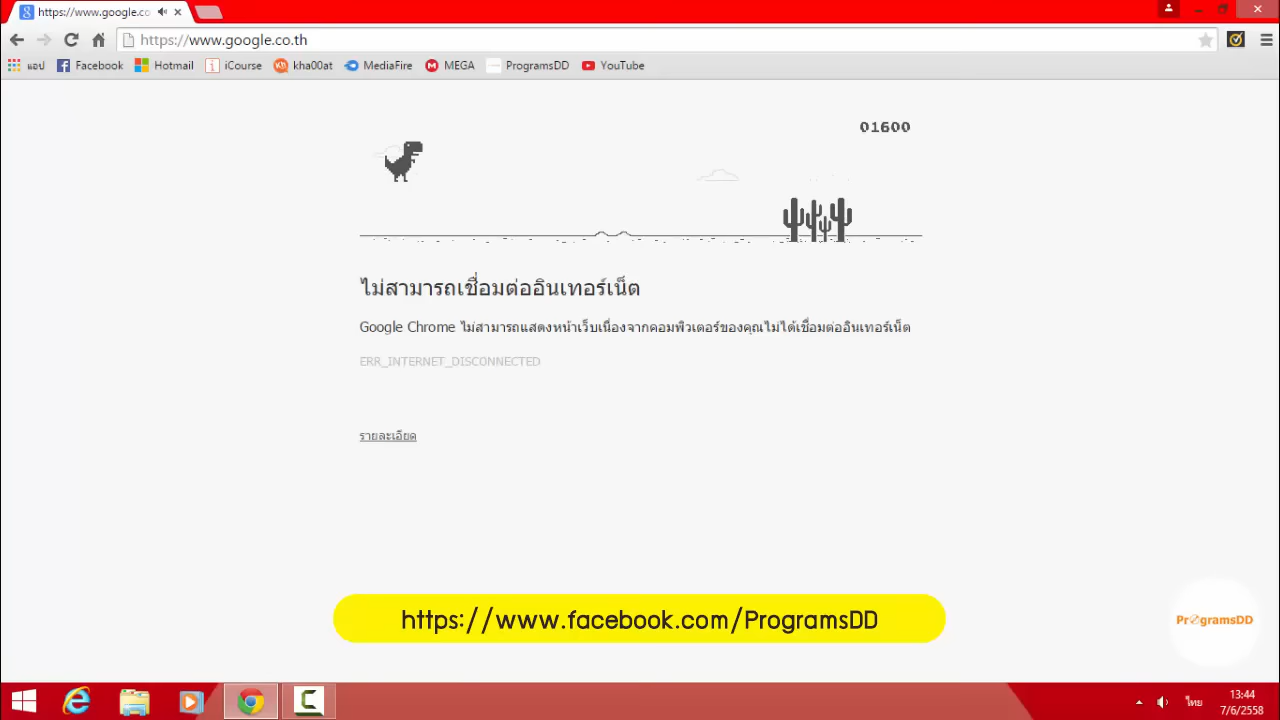 https://www.google.co
https://www.google.co.th
แอป Facebook Hotmail iCourse kha00at MediaFire MEGA ProgramsDD YouTube
01600
ไม่สามารถเชื่อมต่ออินเทอร์เน็ต
Google Chrome ไม่สามารถแสดงหน้าเว็บเนื่องจากคอมพิวเตอร์ของคุณไม่ได้เชื่อมต่ออินเทอร์เน็ต
ERR_INTERNET_DISCONNECTED
รายละเอียด
https://www.facebook.com/ProgramsDD
ProgramsDD
ไทย
13:44
7/6/2558